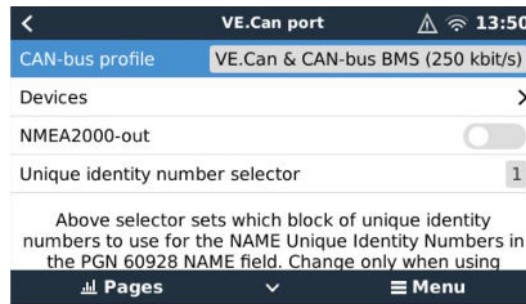 VE.Can port
13:50
CAN-bus profile
VE.Can & CAN-bus BMS (250 kbit/s)
Devices
NMEA2000-out
Unique identity number selector
1
Above selector sets which block of unique identity
numbers to use for the NAME Unique Identity Numbers in
the PGN 60928 NAME field. Change only when using
Pages
Menu